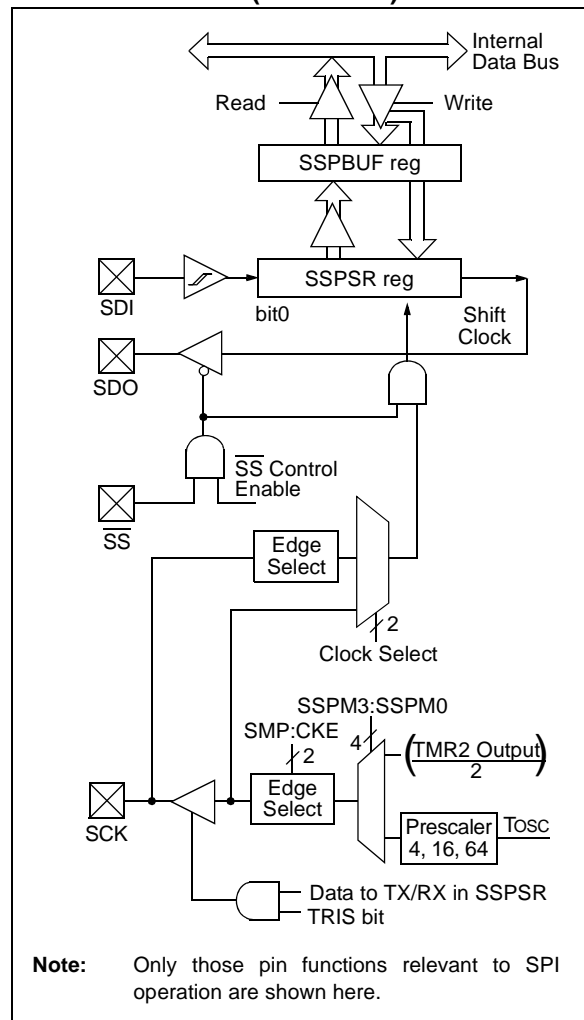 Internal
Data Bus
Read
Write
SSPBUF reg
SSPSR reg
SDI
bit0
Shift
Clock
SDO
SS Control
Enable
SS
Edge
Select
2
Clock Select
SSPM3:SSPM0
SMP:CKE
4
2
(TMR2 Output)
2
Edge
Select
Prescaler
4, 16, 64
TOSC
SCK
Data to TX/RX in SSPSR
TRIS bit
Note: Only those pin functions relevant to SPI
operation are shown here.